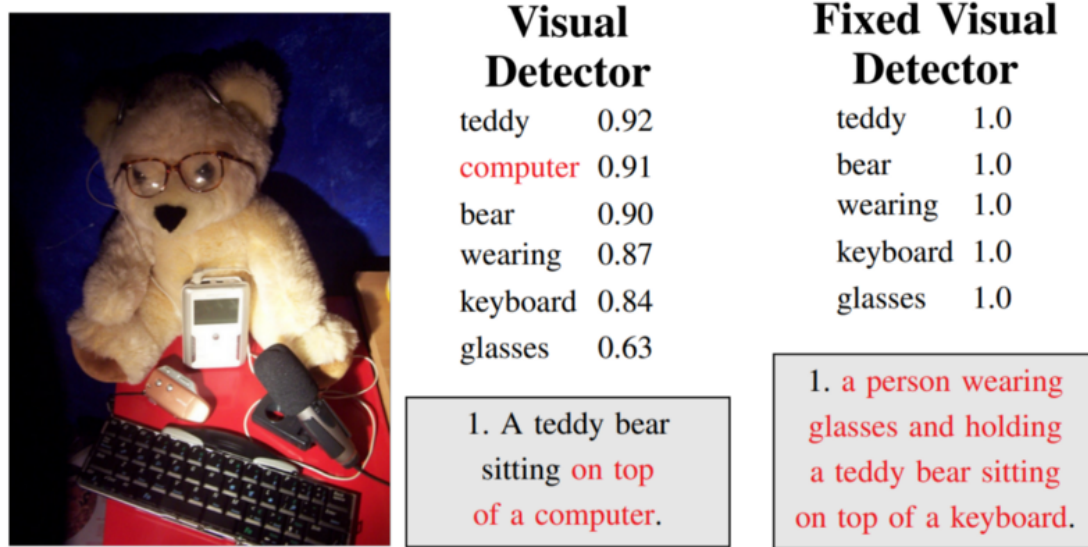 Visual
Detector
teddy 0.92
computer 0.91
bear 0.90
wearing 0.87
keyboard 0.84
glasses 0.63
1. A teddy bear
sitting on top
of a computer.
Fixed Visual
Detector
teddy 1.0
bear 1.0
wearing 1.0
keyboard 1.0
glasses 1.0
1. a person wearing
glasses and holding
a teddy bear sitting
on top of a keyboard.